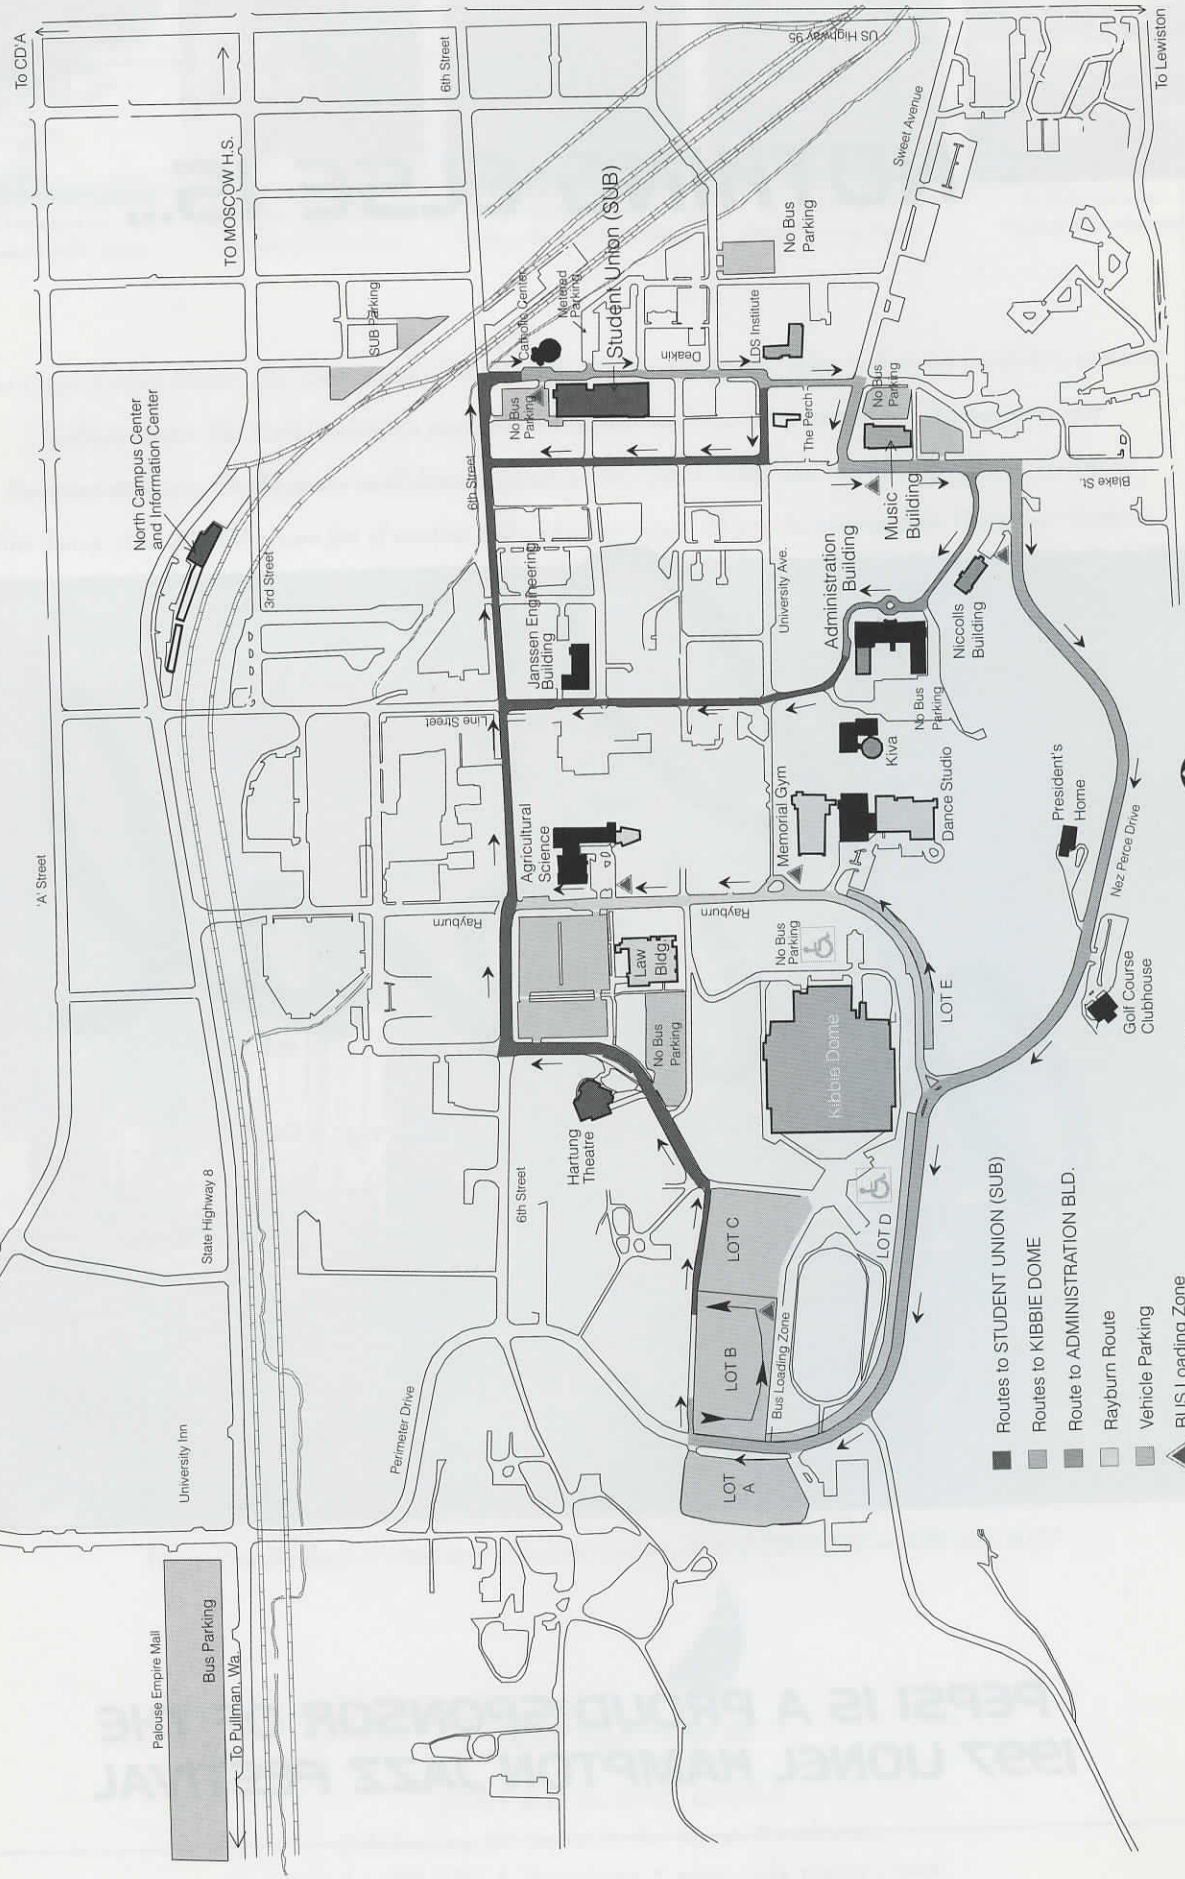 To CD'A
TO MOSCOW H.S.
6th Street
US Highway 95
To Lewiston
Sweet Avenue
SUB Parking
Catholic Center
Metered
Parking
Student Union (SUB)
No Bus
Parking
Deakin
LDS Institute
North Campus Center
and Information Center
No Bus
Parking
The Perch
No Bus
Parking
3rd Street
6th Street
Music
Building
Blake St.
Janssen Engineering
Building
University Ave.
Administration
Building
Niccolls
Building
Line Street
No Bus
Parking
Kiva
'A' Street
Agricultural
Science
Memorial Gym
Dance Studio
President's
Home
Nez Perce Drive
Rayburn
Rayburn
Law
Bldg.
No Bus
Parking
LOT E
Golf Course
Clubhouse
No Bus
Parking
Kibbie Dome
Hartung
Theatre
State Highway 8
6th Street
LOT C
LOT D
LOT B
Bus Loading Zone
University Inn
Perimeter Drive
LOT
A
Palouse Empire Mall
Bus Parking
To Pullman, Wa.
Routes to STUDENT UNION (SUB)
Routes to KIBBIE DOME
Route to ADMINISTRATION BLD.
Rayburn Route
Vehicle Parking
BUS Loading Zone
PEPSI IS A PROUD SPONSOR OF THE
1997 LIONEL HAMPTON JAZZ FESTIVAL